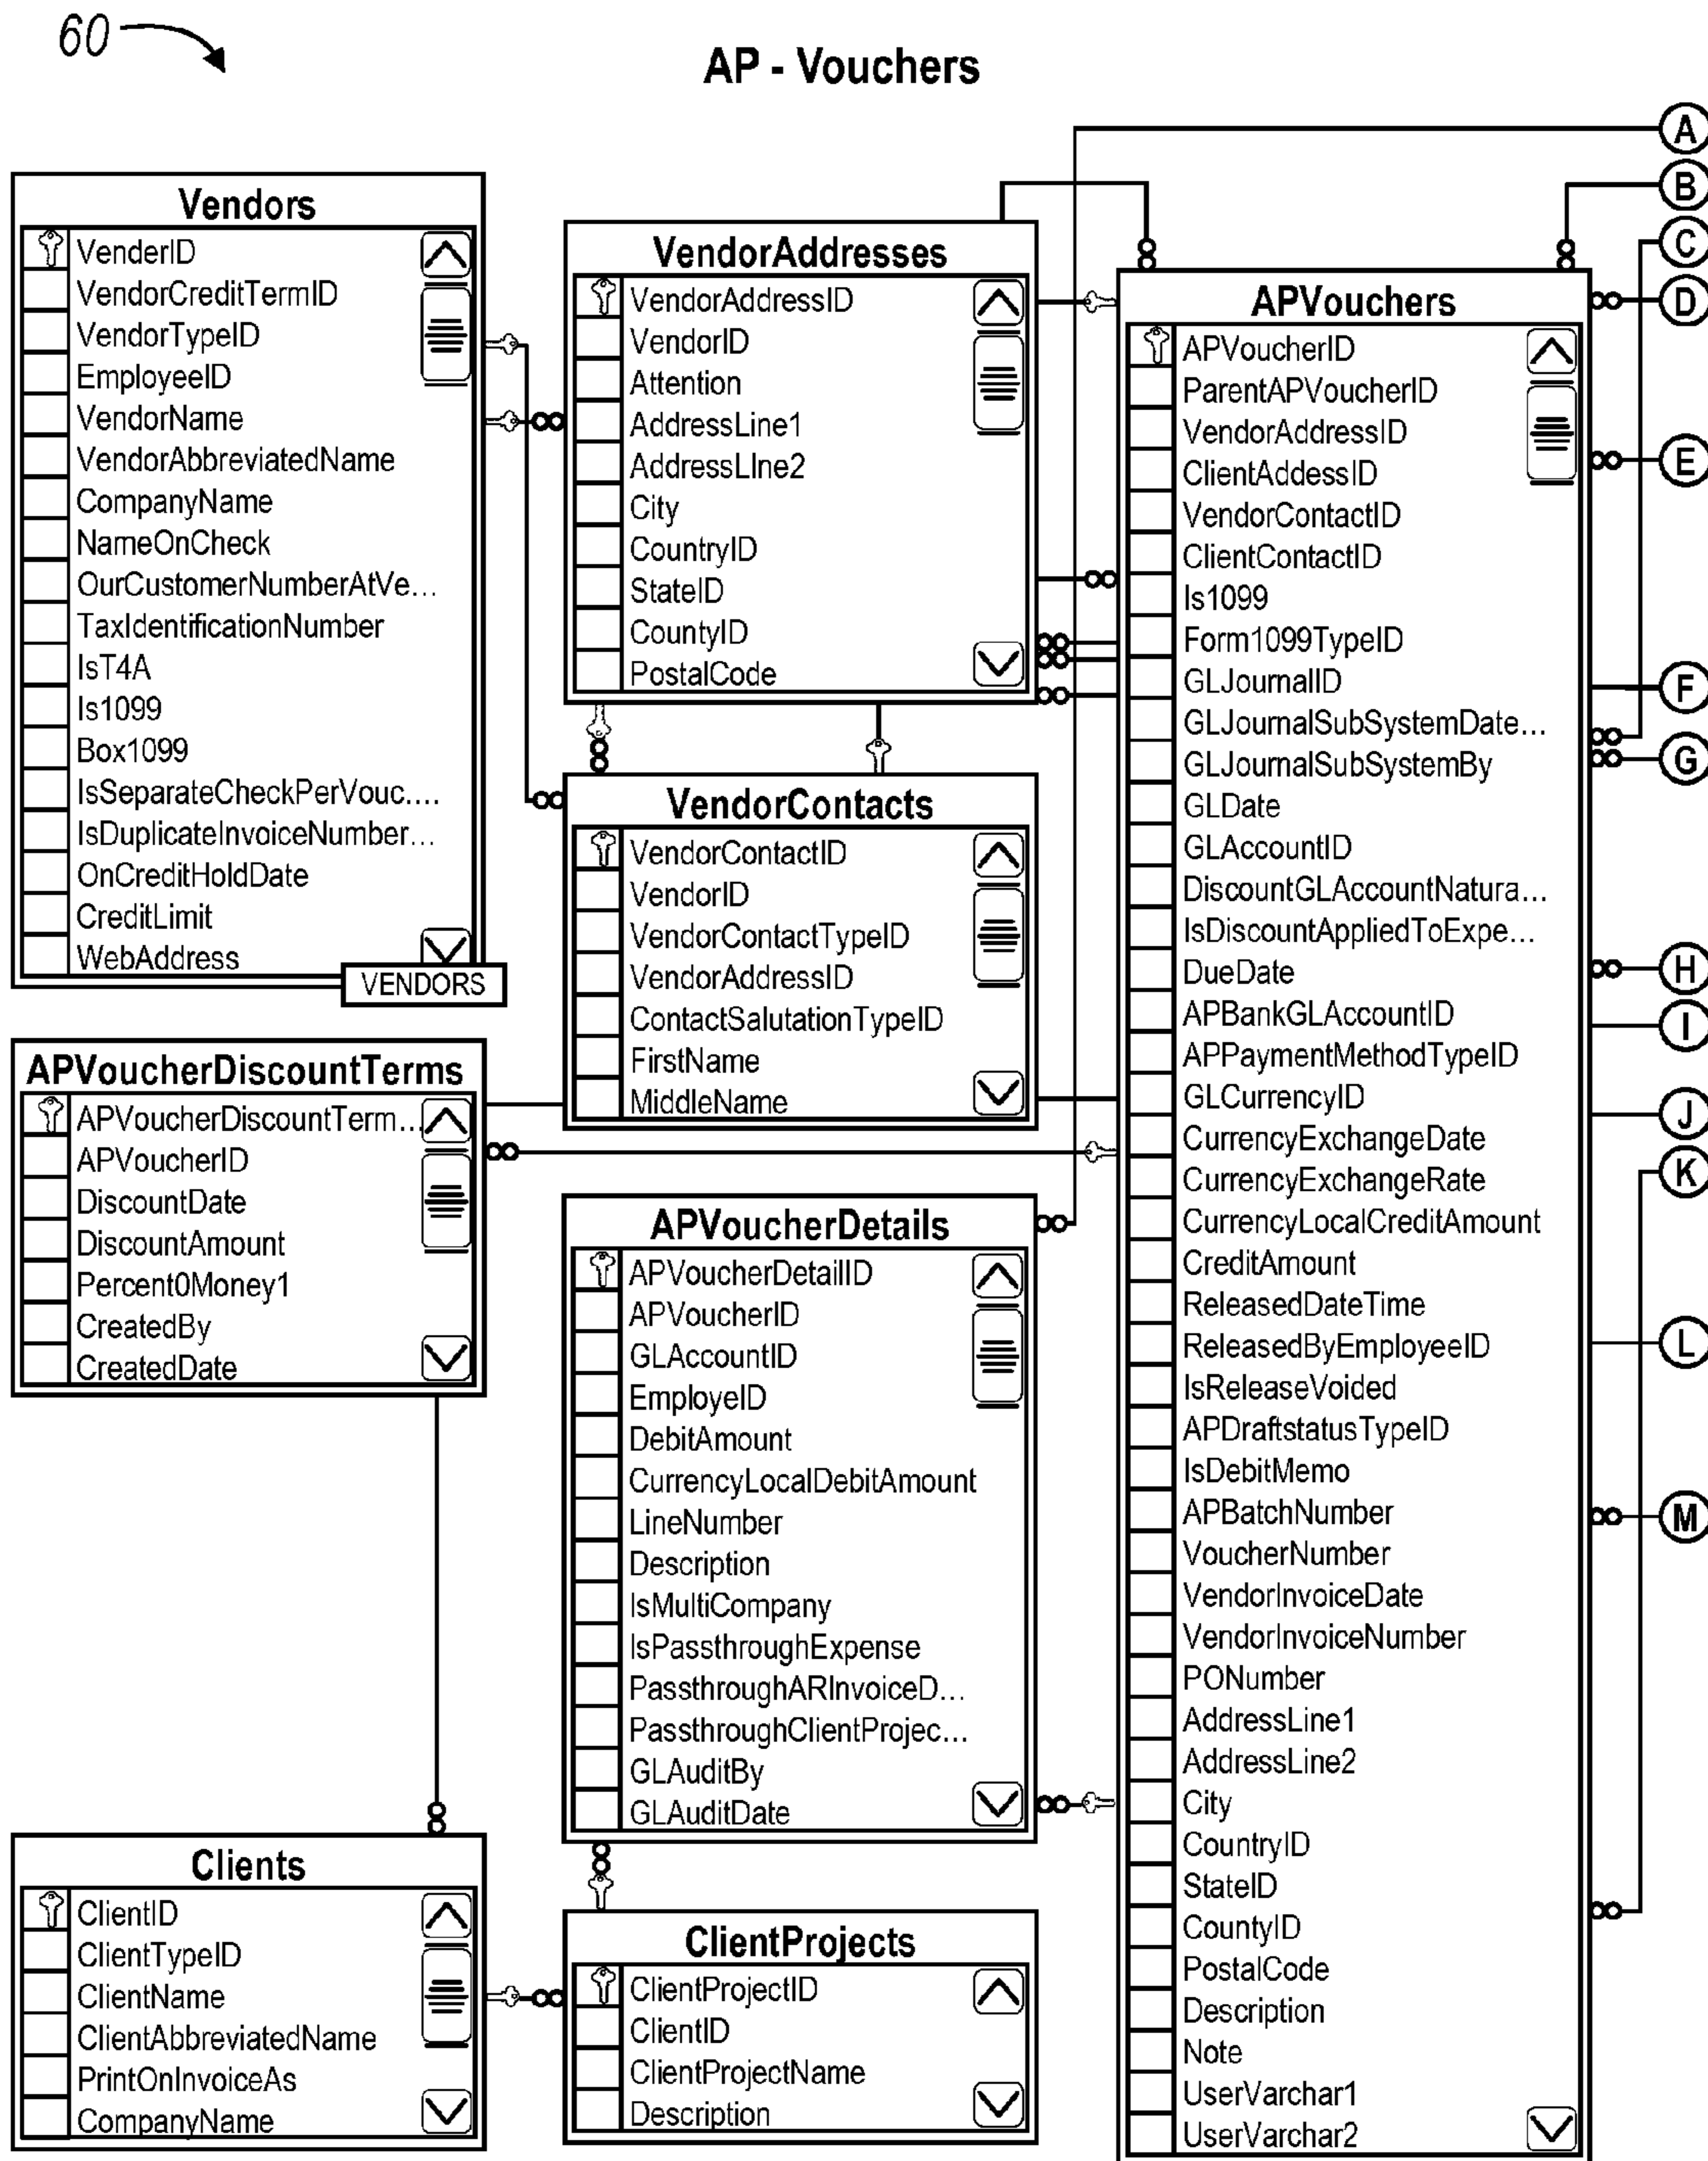 60
AP - Vouchers
A
B
C
D
E
F
G
H
I
J
K
L
M
Vendors
VenderID
VendorCreditTermID
VendorTypeID
EmployeeID
VendorName
VendorAbbreviatedName
CompanyName
NameOnCheck
OurCustomerNumberAtVe...
TaxIdentificationNumber
IsT4A
Is1099
Box1099
IsSeparateCheckPerVouc....
IsDuplicateInvoiceNumber...
OnCreditHoldDate
CreditLimit
WebAddress
VENDORS
VendorAddresses
VendorAddressID
VendorID
Attention
AddressLine1
AddressLIne2
City
CountryID
StateID
CountyID
PostalCode
VendorContacts
VendorContactID
VendorID
VendorContactTypeID
VendorAddressID
ContactSalutationTypeID
FirstName
MiddleName
APVoucherDiscountTerms
APVoucherDiscountTerm...
APVoucherID
DiscountDate
DiscountAmount
Percent0Money1
CreatedBy
CreatedDate
APVoucherDetails
APVoucherDetailID
APVoucherID
GLAccountID
EmployeID
DebitAmount
CurrencyLocalDebitAmount
LineNumber
Description
IsMultiCompany
IsPassthroughExpense
PassthroughARInvoiceD...
PassthroughClientProjec...
GLAuditBy
GLAuditDate
Clients
ClientID
ClientTypeID
ClientName
ClientAbbreviatedName
PrintOnInvoiceAs
CompanyName
ClientProjects
ClientProjectID
ClientID
ClientProjectName
Description
APVouchers
APVoucherID
ParentAPVoucherID
VendorAddressID
ClientAddessID
VendorContactID
ClientContactID
Is1099
Form1099TypeID
GLJournalID
GLJournalSubSystemDate...
GLJournalSubSystemBy
GLDate
GLAccountID
DiscountGLAccountNatura...
IsDiscountAppliedToExpe...
DueDate
APBankGLAccountID
APPaymentMethodTypeID
GLCurrencyID
CurrencyExchangeDate
CurrencyExchangeRate
CurrencyLocalCreditAmount
CreditAmount
ReleasedDateTime
ReleasedByEmployeeID
IsReleaseVoided
APDraftstatusTypeID
IsDebitMemo
APBatchNumber
VoucherNumber
VendorInvoiceDate
VendorInvoiceNumber
PONumber
AddressLine1
AddressLine2
City
CountryID
StateID
CountyID
PostalCode
Description
Note
UserVarchar1
UserVarchar2